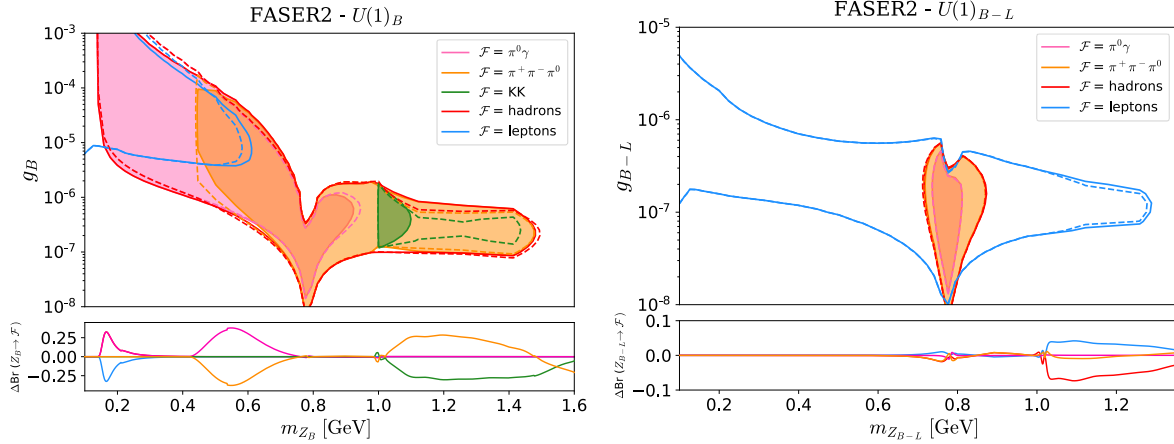 FASER2 - U(1)_B
g_B
10^-3
10^-4
10^-5
10^-6
10^-7
10^-8
F = π^0γ
F = π^+π^-π^0
F = KK
F = hadrons
F = leptons
ΔBr (Z_B → F)
0.25
0.00
−0.25
0.2 0.4 0.6 0.8 1.0 1.2 1.4 1.6
m_{Z_B} [GeV]
FASER2 - U(1)_{B−L}
g_{B−L}
10^-5
10^-6
10^-7
10^-8
F = π^0γ
F = π^+π^-π^0
F = hadrons
F = leptons
ΔBr (Z_{B−L} → F)
0.1
0.0
−0.1
0.2 0.4 0.6 0.8 1.0 1.2
m_{Z_{B−L}} [GeV]